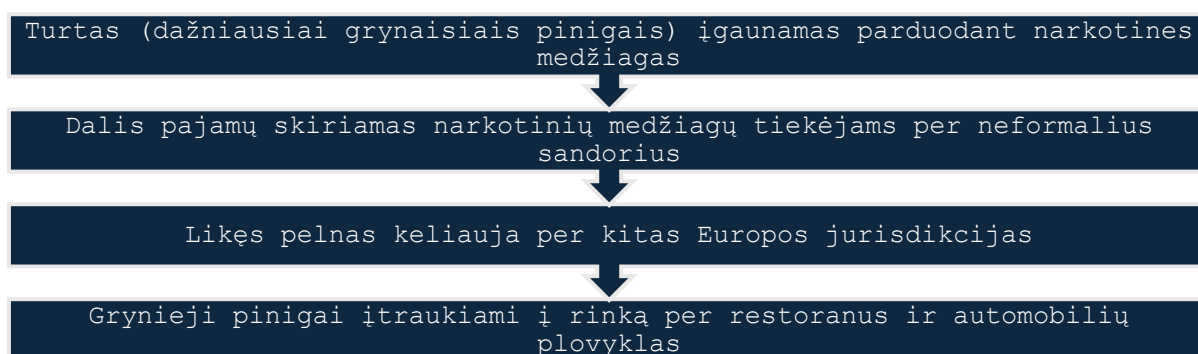 Turtas (dažniausiai grynaisiais pinigais) įgaunamas parduodant narkotines
medžiagas
Dalis pajamų skiriamas narkotinių medžiagų tiekėjams per neformalius
sandorius
Likęs pelnas keliauja per kitas Europos jurisdikcijas
Grynieji pinigai įtraukiami į rinką per restoranus ir automobilių
plovyklas